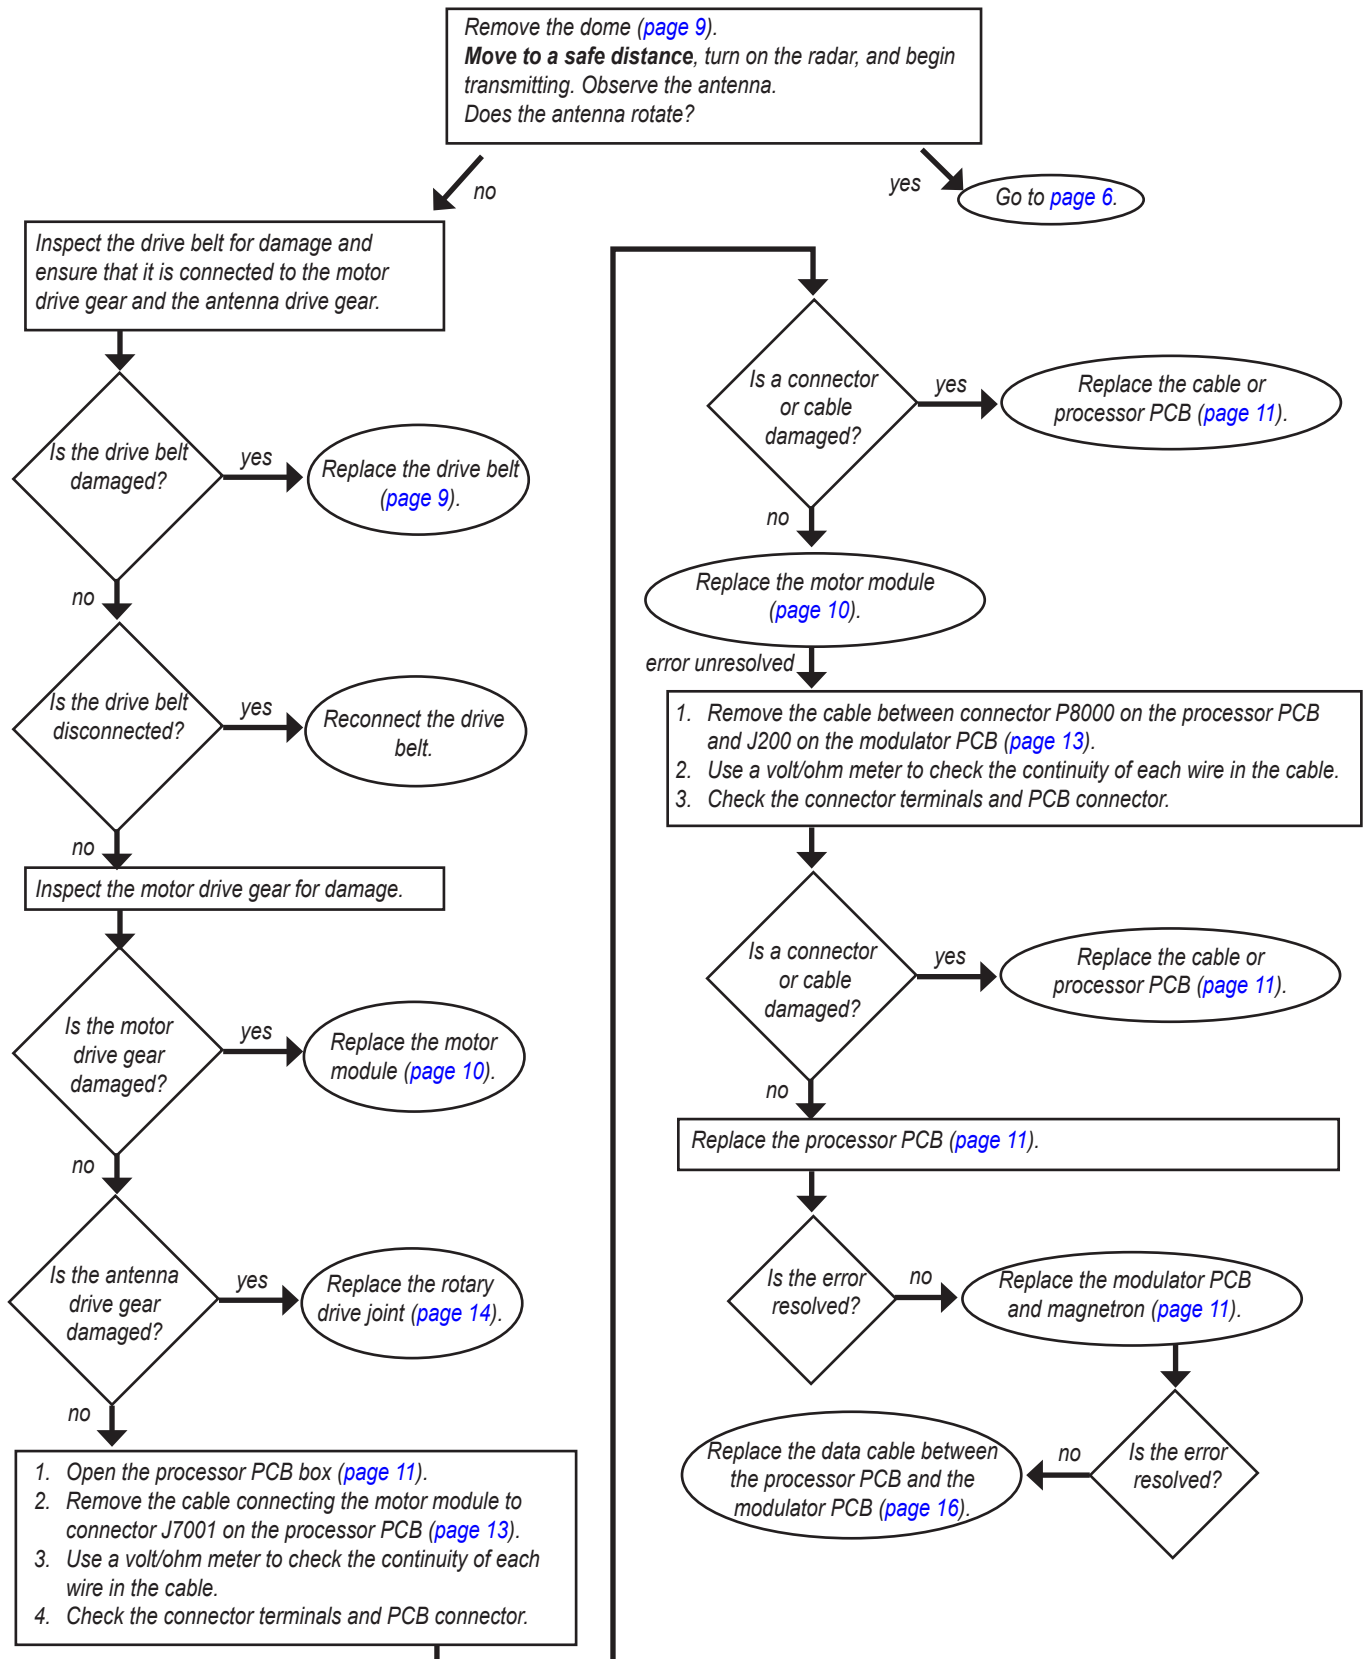 Remove the dome (page 9).
Move to a safe distance, turn on the radar, and begin
transmitting. Observe the antenna.
Does the antenna rotate?
no
yes
Go to page 6.
Inspect the drive belt for damage and
ensure that it is connected to the motor
drive gear and the antenna drive gear.
Is the drive belt
damaged?
yes
Replace the drive belt
(page 9).
no
Is the drive belt
disconnected?
yes
Reconnect the drive
belt.
no
Inspect the motor drive gear for damage.
Is the motor
drive gear
damaged?
yes
Replace the motor
module (page 10).
no
Is the antenna
drive gear
damaged?
yes
Replace the rotary
drive joint (page 14).
no
1. Open the processor PCB box (page 11).
2. Remove the cable connecting the motor module to
connector J7001 on the processor PCB (page 13).
3. Use a volt/ohm meter to check the continuity of each
wire in the cable.
4. Check the connector terminals and PCB connector.
Is a connector
or cable
damaged?
yes
Replace the cable or
processor PCB (page 11).
no
Replace the motor module
(page 10).
error unresolved
1. Remove the cable between connector P8000 on the processor PCB
and J200 on the modulator PCB (page 13).
2. Use a volt/ohm meter to check the continuity of each wire in the cable.
3. Check the connector terminals and PCB connector.
Is a connector
or cable
damaged?
yes
Replace the cable or
processor PCB (page 11).
no
Replace the processor PCB (page 11).
Is the error
resolved?
no
Replace the modulator PCB
and magnetron (page 11).
Is the error
resolved?
no
Replace the data cable between
the processor PCB and the
modulator PCB (page 16).